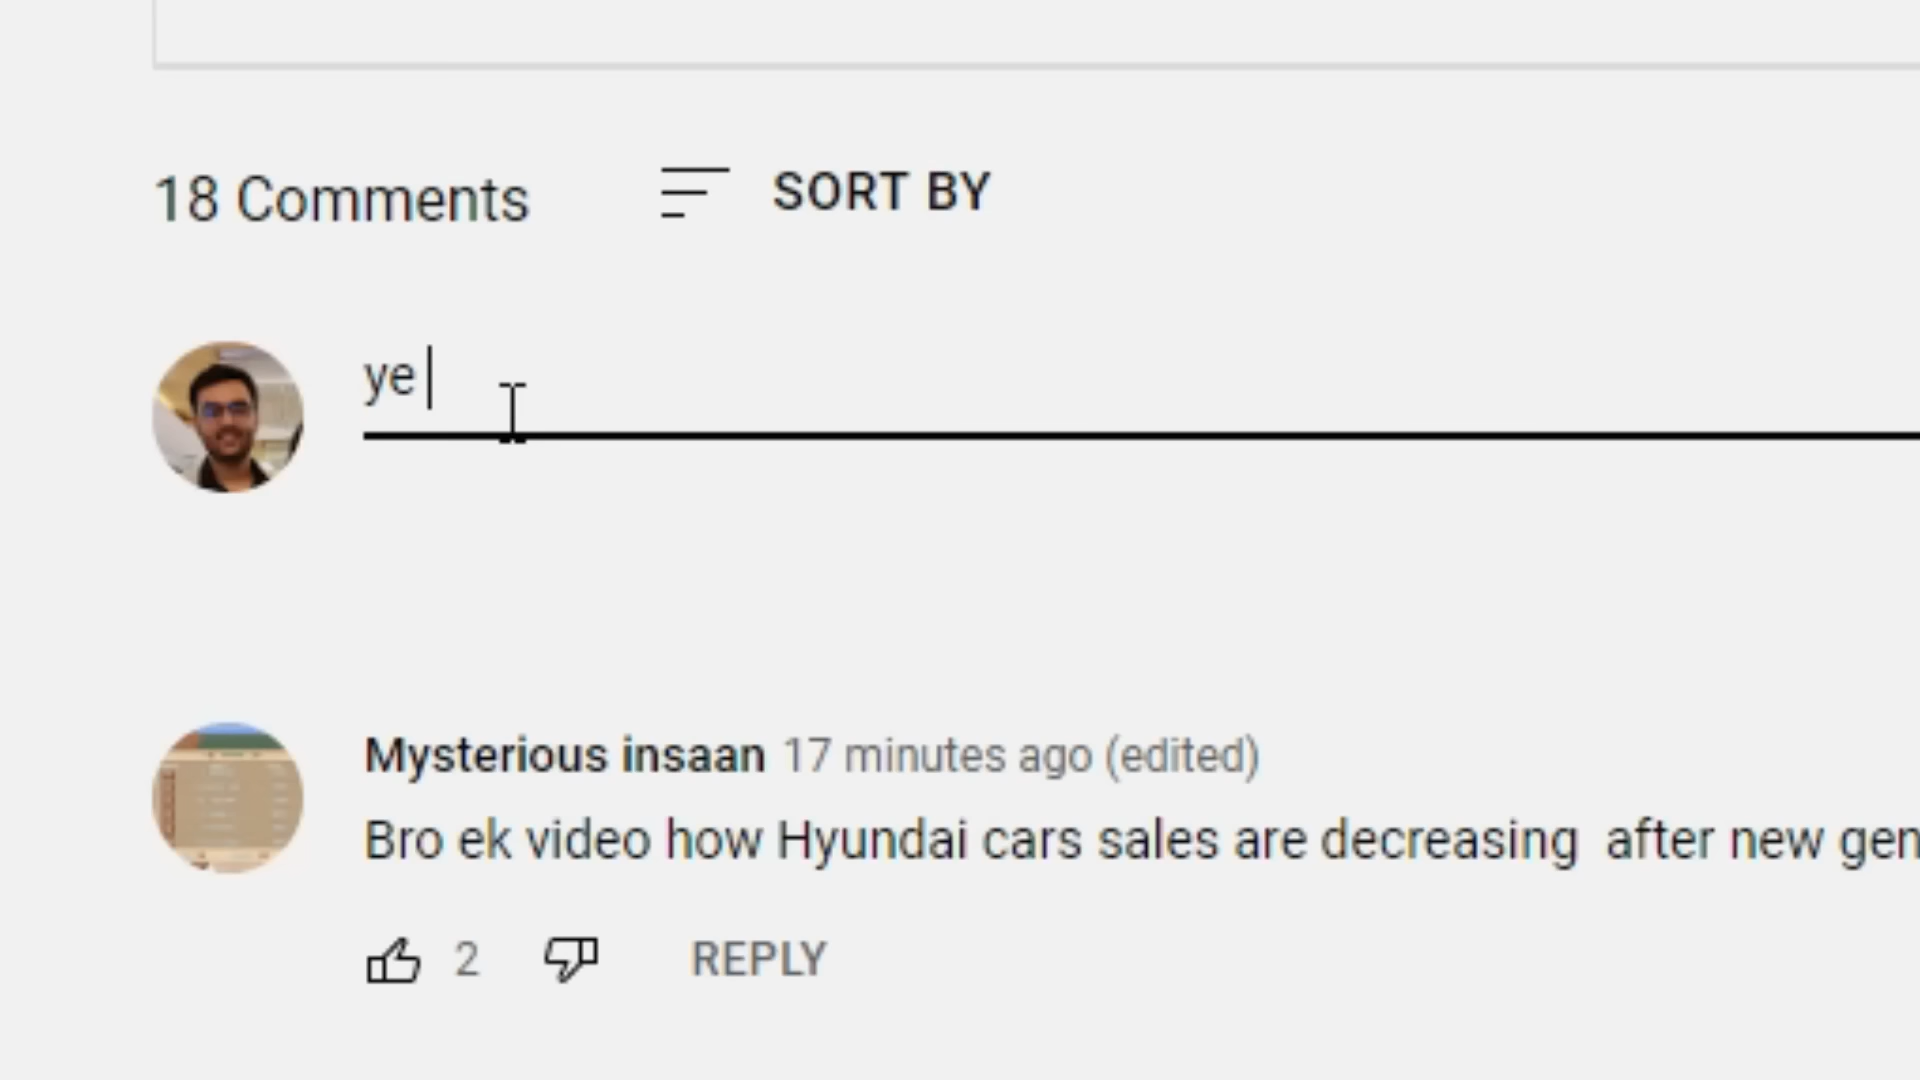 18 Comments SORT BY
ye
Mysterious insaan 17 minutes ago (edited)
Bro ek video how Hyundai cars sales are decreasing after new gen
2 REPLY